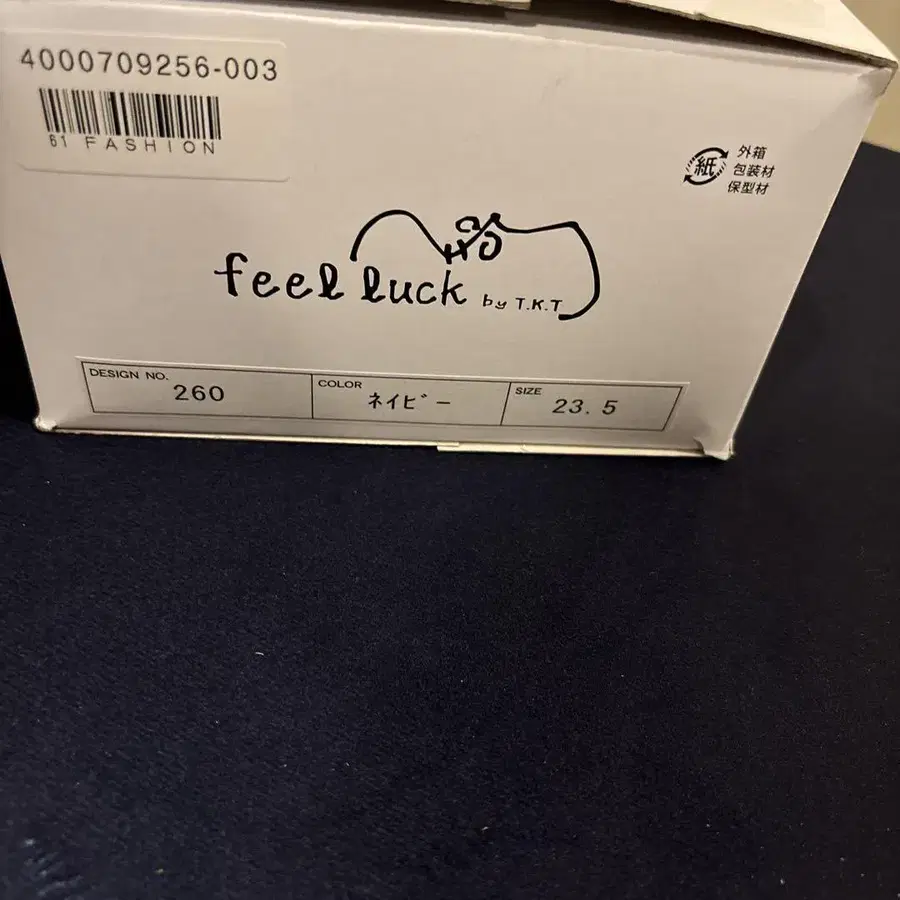 4000709256-003
61 FASHION
紙
外箱
包装材
保型材
feel luck by T.K.T
DESIGN NO. 260
COLOR ネイビー
SIZE 23.5